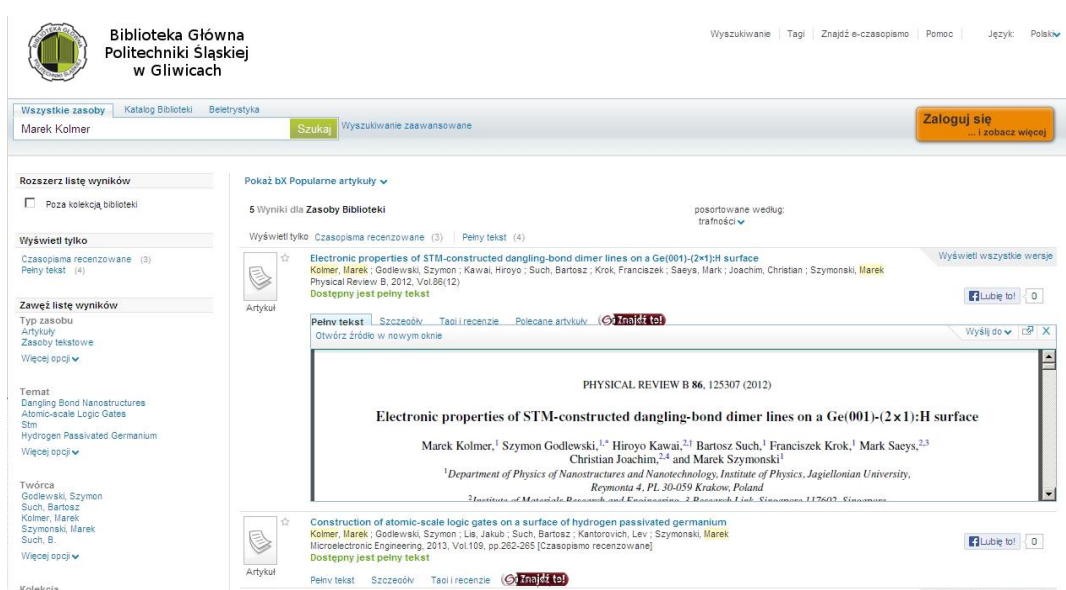 Biblioteka Główna
Politechniki Śląskiej
w Gliwicach
Wyszukiwanie | Tagi | Znajdź e-czasopismo | Pomoc | Język: Polski
Wszystkie zasoby Katalog Biblioteki Beletrystyka
Marek Kolmer Szukaj Wyszukiwanie zaawansowane
Zaloguj się
... i zobacz więcej
Rozszerz listę wyników
Poza kolekcją biblioteki
Wyświetl tylko
Czasopisma recenzowane (3)
Pełny tekst (4)
Zawęź listę wyników
Typ zasobu
Artykuły
Zasoby tekstowe
Więcej opcji
Temat
Dangling Bond Nanostructures
Atomic-scale Logic Gates
Stm
Hydrogen Passivated Germanium
Więcej opcji
Twórca
Godlewski, Szymon
Such, Bartosz
Kolmer, Marek
Szymonski, Marek
Such, B.
Więcej opcji
Kolekcja
Pokaż bX Popularne artykuły
5 Wyniki dla Zasoby Biblioteki
posortowane według:
trafności
Wyświetl tylko Czasopisma recenzowane (3) | Pełny tekst (4)
Artykuł
Electronic properties of STM-constructed dangling-bond dimer lines on a Ge(001)-(2×1):H surface
Kolmer, Marek ; Godlewski, Szymon ; Kawai, Hiroyo ; Such, Bartosz ; Krok, Franciszek ; Saeys, Mark ; Joachim, Christian ; Szymonski, Marek
Physical Review B, 2012, Vol.86(12)
Dostępny jest pełny tekst
Wyświetl wszystkie wersje
Lubię to! 0
Pełny tekst Szczegóły Tagi i recenzje Polecane artykuły Znajdź to!
Otwórz źródło w nowym oknie
Wyślij do X
PHYSICAL REVIEW B 86, 125307 (2012)
Electronic properties of STM-constructed dangling-bond dimer lines on a Ge(001)-(2×1):H surface
Marek Kolmer,1 Szymon Godlewski,1,* Hiroyo Kawai,2,† Bartosz Such,1 Franciszek Krok,1 Mark Saeys,2,3
Christian Joachim,2,4 and Marek Szymonski1
1Department of Physics of Nanostructures and Nanotechnology, Institute of Physics, Jagiellonian University,
Reymonta 4, PL 30-059 Krakow, Poland
2Institute of Materials Research and Engineering, 3 Research Link, Singapore 117602, Singapore
Artykuł
Construction of atomic-scale logic gates on a surface of hydrogen passivated germanium
Kolmer, Marek ; Godlewski, Szymon ; Lis, Jakub ; Such, Bartosz ; Kantorovich, Lev ; Szymonski, Marek
Microelectronic Engineering, 2013, Vol.109, pp.262-265 [Czasopismo recenzowane]
Dostępny jest pełny tekst
Lubię to! 0
Pełny tekst Szczegóły Tagi i recenzje Znajdź to!